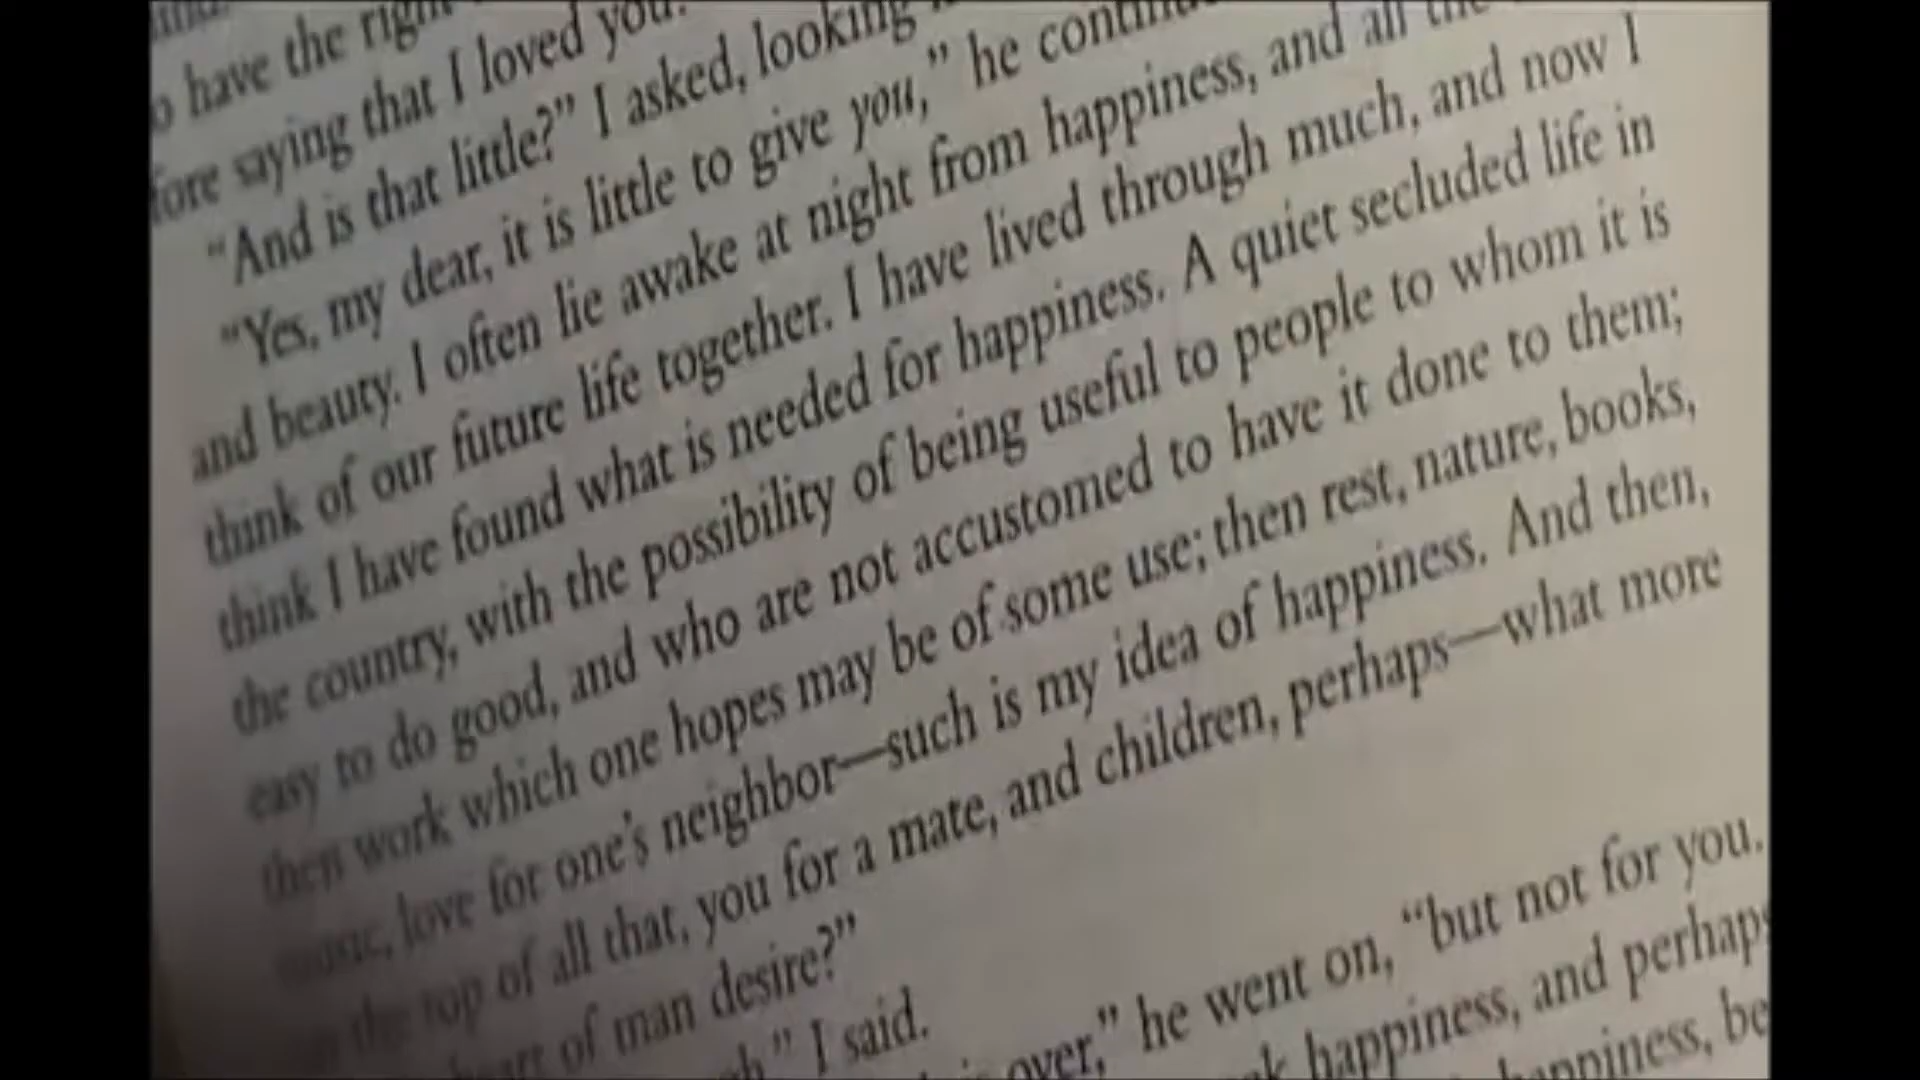 have the right
saying that I loved you.
“And is that little?” I asked, looking
“Yes, my dear, it is little to give you,” he
and beauty. I often lie awake at night from happiness, and all the
think of our future life together. I have lived through much, and now I
think I have found what is needed for happiness. A quiet secluded life in
the country, with the possibility of being useful to people to whom it is
easy to do good, and who are not accustomed to have it done to them;
then work which one hopes may be of some use; then rest, nature, books,
love for one’s neighbor—such is my idea of happiness. And then,
the top of all that, you for a mate, and children, perhaps—what more
of man desire?”
I said.
over,” he went on, “but not for you.
happiness, and perhaps